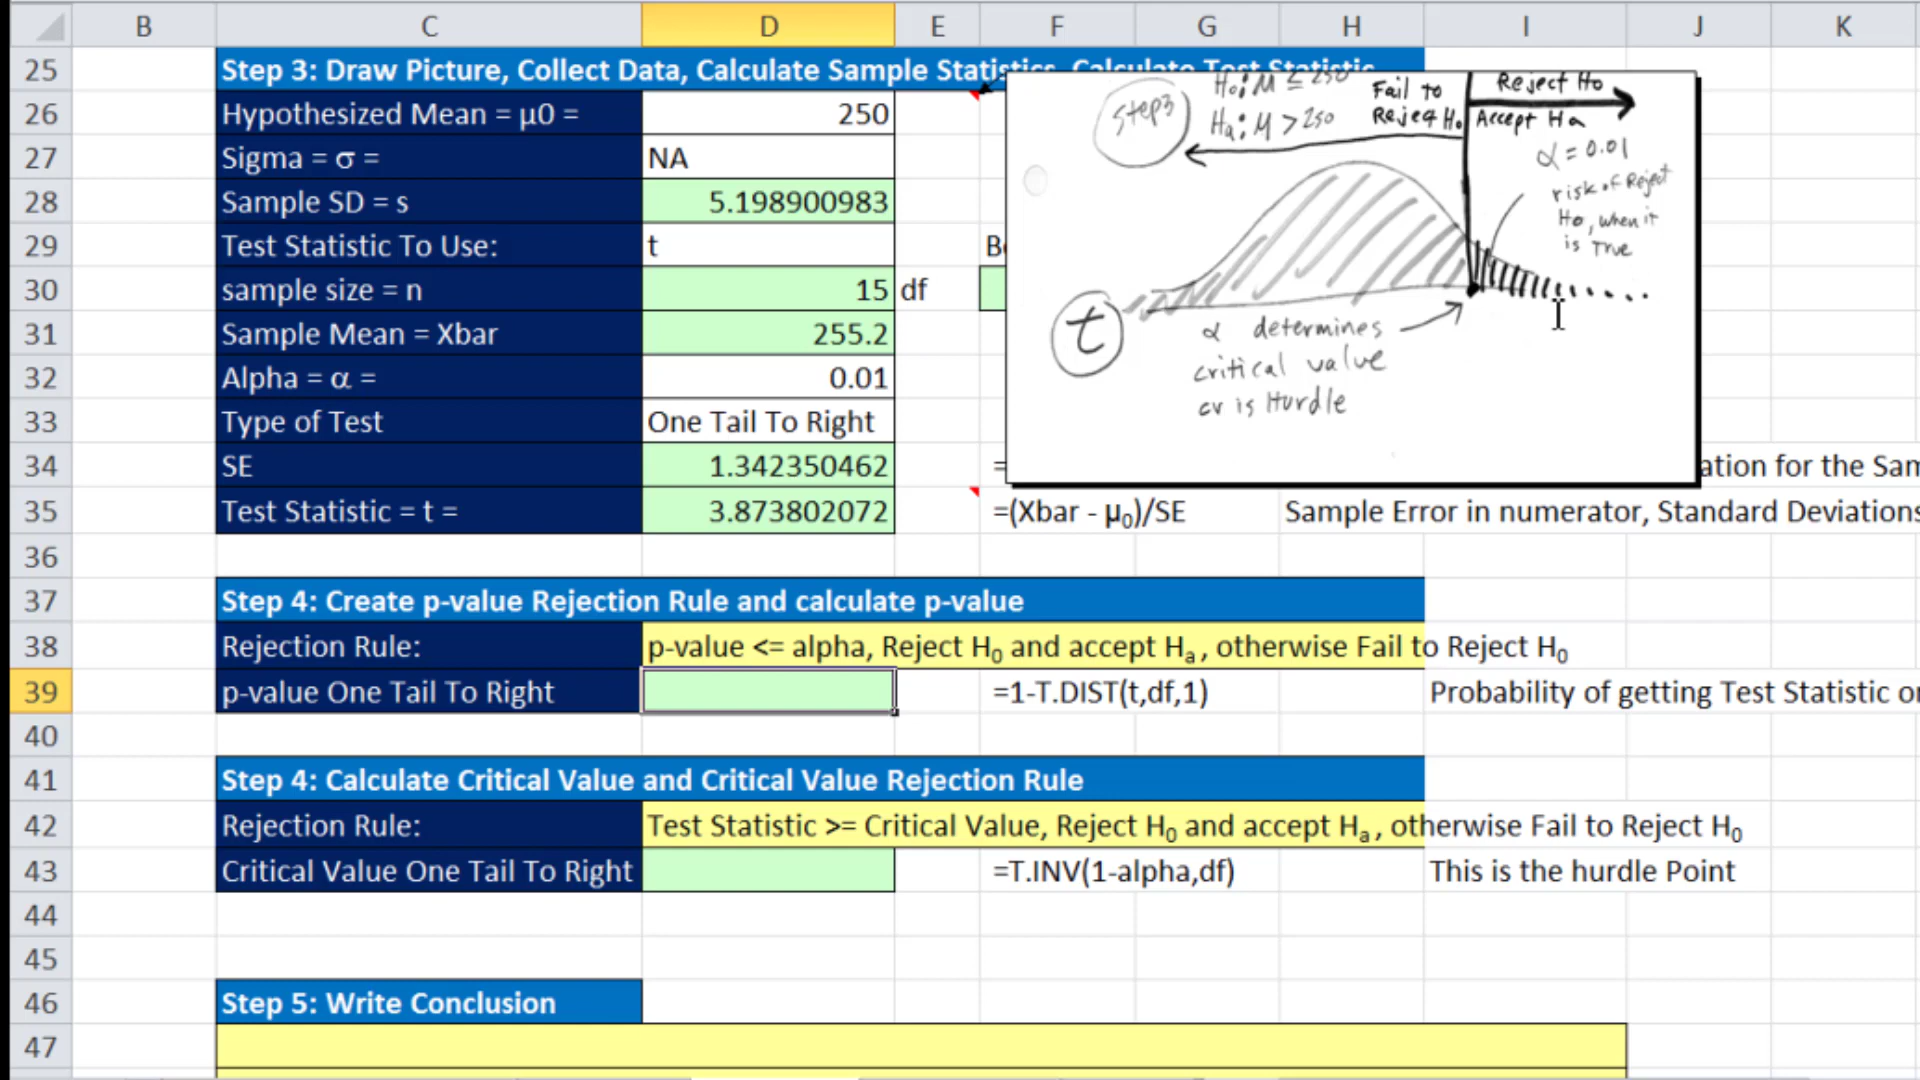 B C D E F G H I J K
25 Step 3: Draw Picture, Collect Data, Calculate Sample Statistics, Calculate Test Statistic
26 Hypothesized Mean = μ0 = 250
27 Sigma = σ = NA
28 Sample SD = s 5.198900983
29 Test Statistic To Use: t
30 sample size = n 15 df
31 Sample Mean = Xbar 255.2
32 Alpha = α = 0.01
33 Type of Test One Tail To Right
34 SE 1.342350462 = ation for the Sam
35 Test Statistic = t = 3.873802072 =(Xbar - μ₀)/SE Sample Error in numerator, Standard Deviations
36
37 Step 4: Create p-value Rejection Rule and calculate p-value
38 Rejection Rule: p-value <= alpha, Reject H₀ and accept Hₐ, otherwise Fail to Reject H₀
39 p-value One Tail To Right =1-T.DIST(t,df,1) Probability of getting Test Statistic or
40
41 Step 4: Calculate Critical Value and Critical Value Rejection Rule
42 Rejection Rule: Test Statistic >= Critical Value, Reject H₀ and accept Hₐ, otherwise Fail to Reject H₀
43 Critical Value One Tail To Right =T.INV(1-alpha,df) This is the hurdle Point
44
45
46 Step 5: Write Conclusion
47
Step 3
Ho: M ≤ 250
Ha: M > 250
Fail to
Reject Ho
Reject Ho
Accept Ha
α = 0.01
risk of Reject
Ho, when it
is True
t
α determines
critical value
cv is Hurdle